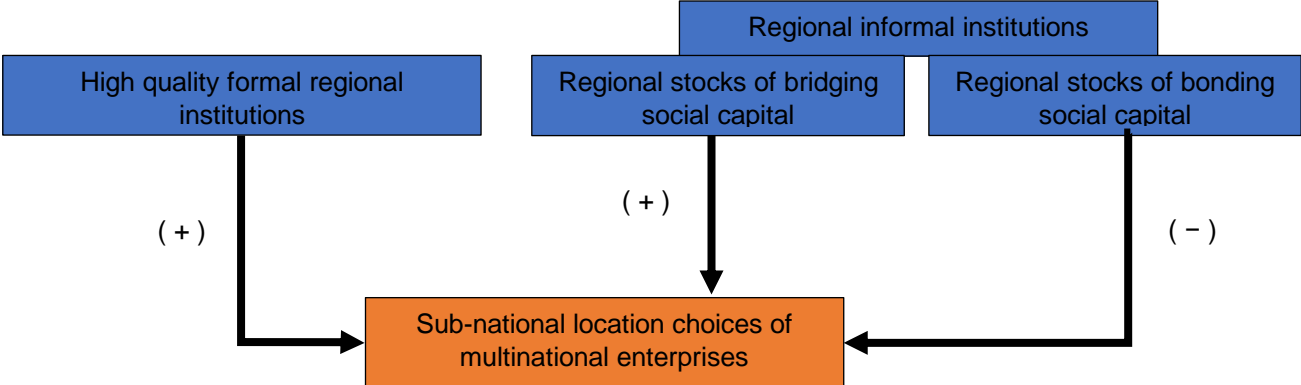 Regional informal institutions
High quality formal regional
institutions
Regional stocks of bridging
social capital
Regional stocks of bonding
social capital
( + )
( + )
( − )
Sub-national location choices of
multinational enterprises